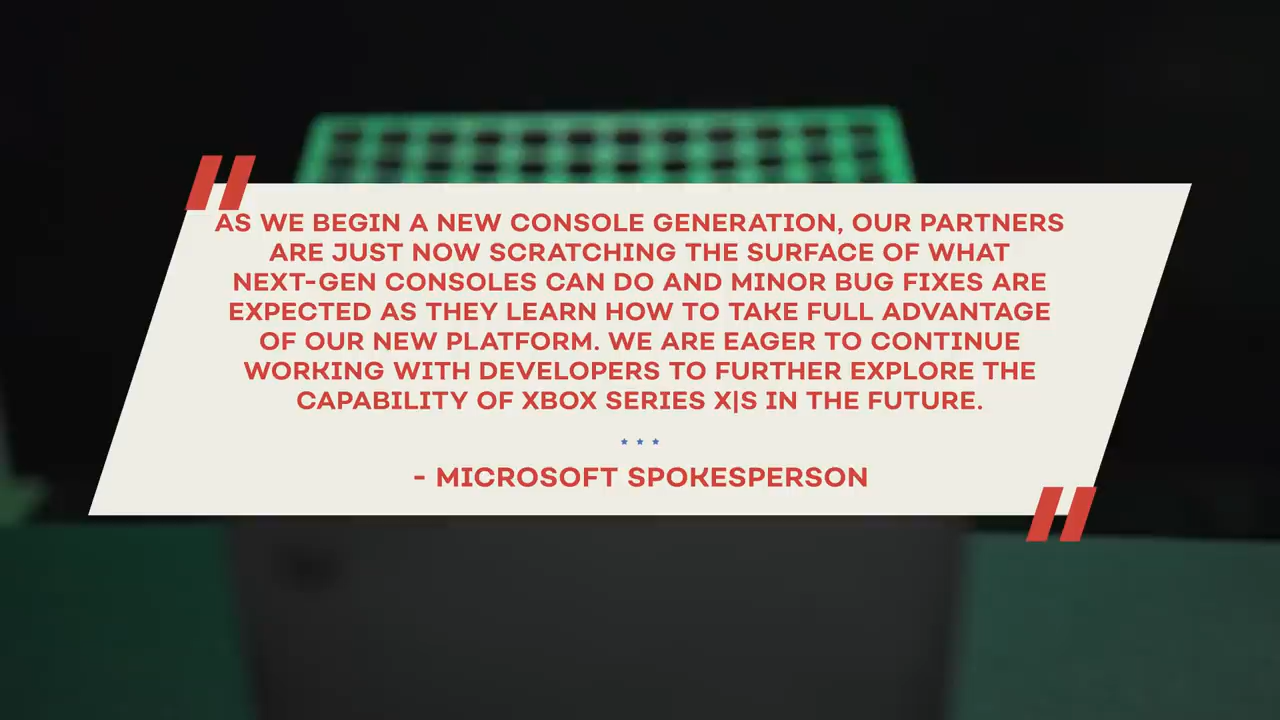 AS WE BEGIN A NEW CONSOLE GENERATION, OUR PARTNERS
ARE JUST NOW SCRATCHING THE SURFACE OF WHAT
NEXT-GEN CONSOLES CAN DO AND MINOR BUG FIXES ARE
EXPECTED AS THEY LEARN HOW TO TAKE FULL ADVANTAGE
OF OUR NEW PLATFORM. WE ARE EAGER TO CONTINUE
WORKING WITH DEVELOPERS TO FURTHER EXPLORE THE
CAPABILITY OF XBOX SERIES X|S IN THE FUTURE.
- MICROSOFT SPOKESPERSON